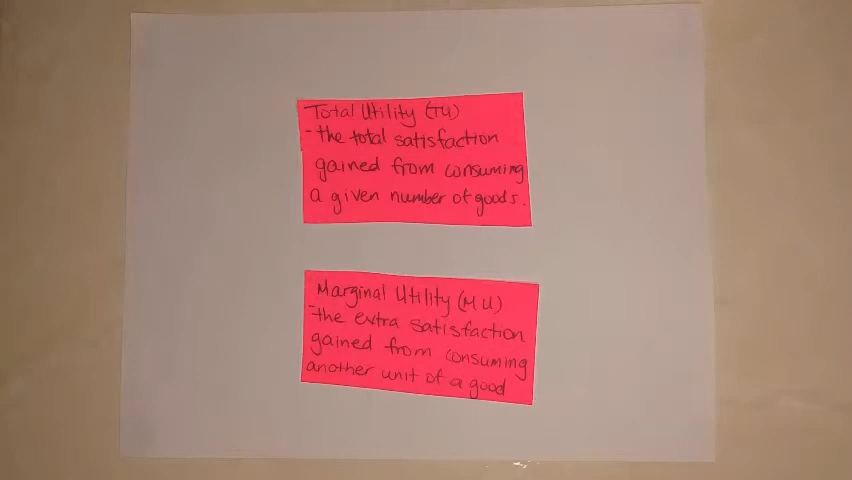 Total Utility (TU)
- the total satisfaction
gained from consuming
a given number of goods.
Marginal Utility (MU)
- the extra satisfaction
gained from consuming
another unit of a good